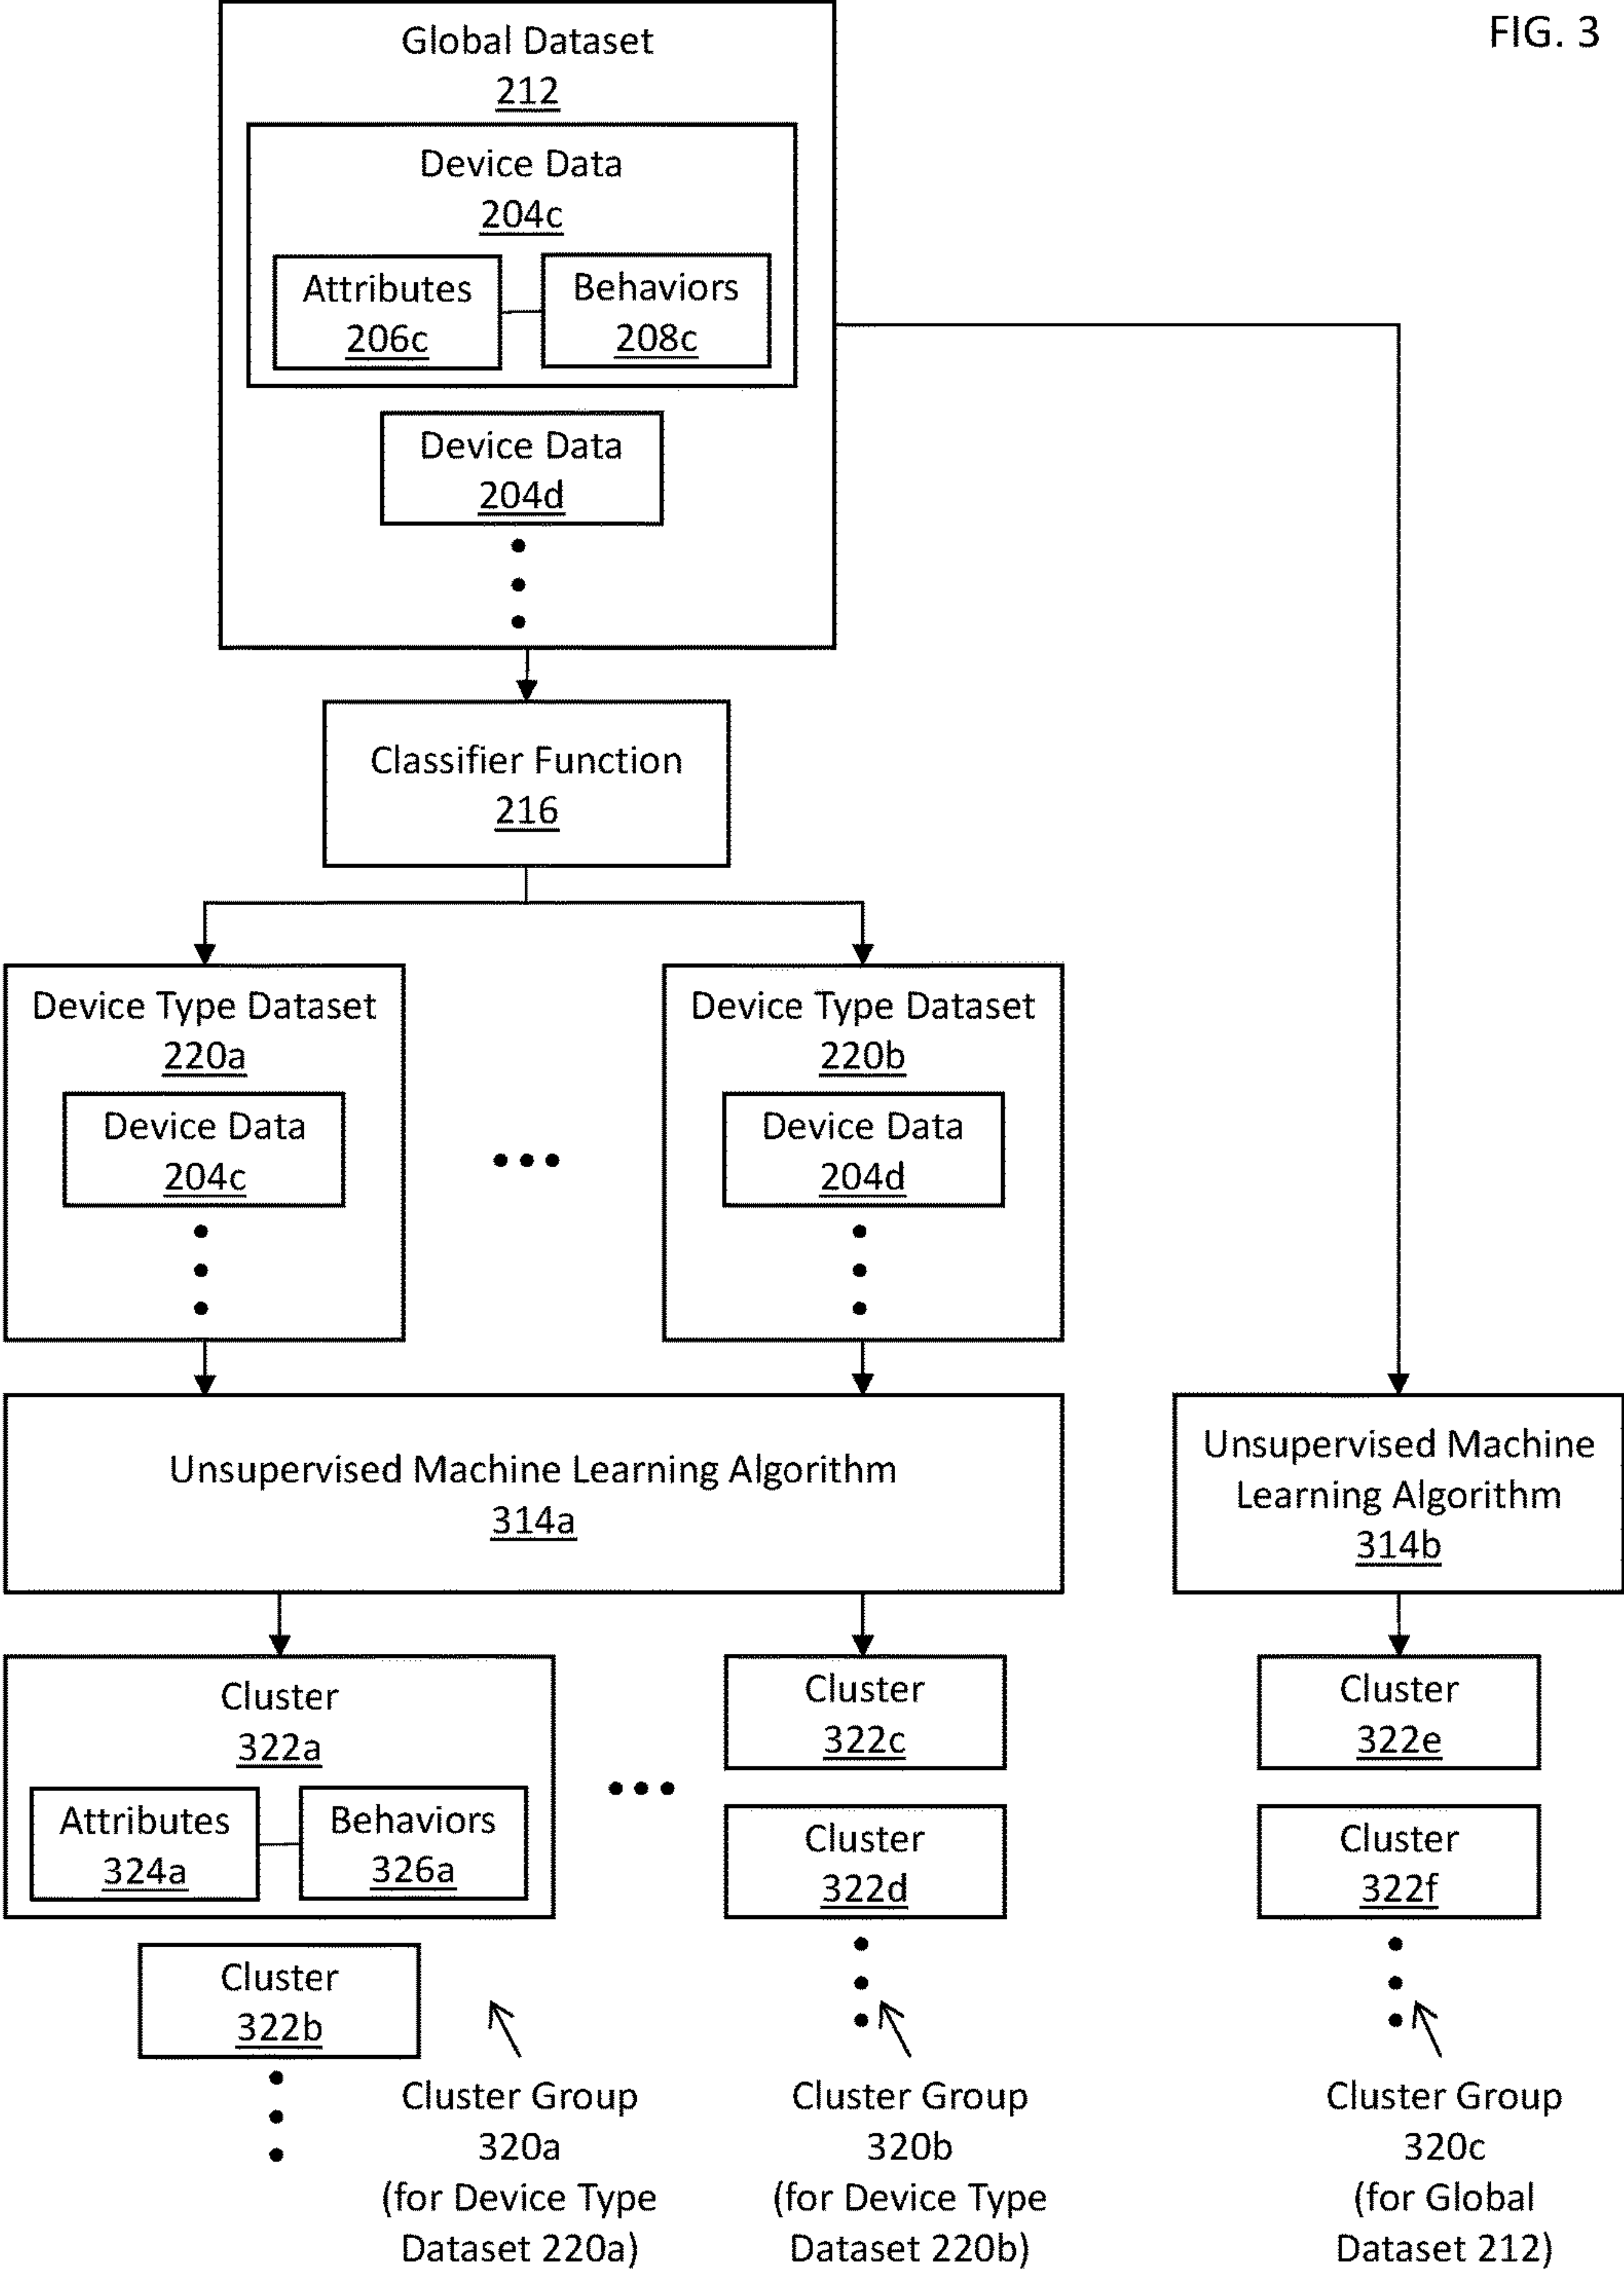 FIG. 3
Global Dataset
212
Device Data
204c
Attributes
206c
Behaviors
208c
Device Data
204d
Classifier Function
216
Device Type Dataset
220a
Device Data
204c
Device Type Dataset
220b
Device Data
204d
Unsupervised Machine Learning Algorithm
314a
Unsupervised Machine
Learning Algorithm
314b
Cluster
322a
Attributes
324a
Behaviors
326a
Cluster
322b
Cluster
322c
Cluster
322d
Cluster
322e
Cluster
322f
Cluster Group
320a
(for Device Type
Dataset 220a)
Cluster Group
320b
(for Device Type
Dataset 220b)
Cluster Group
320c
(for Global
Dataset 212)